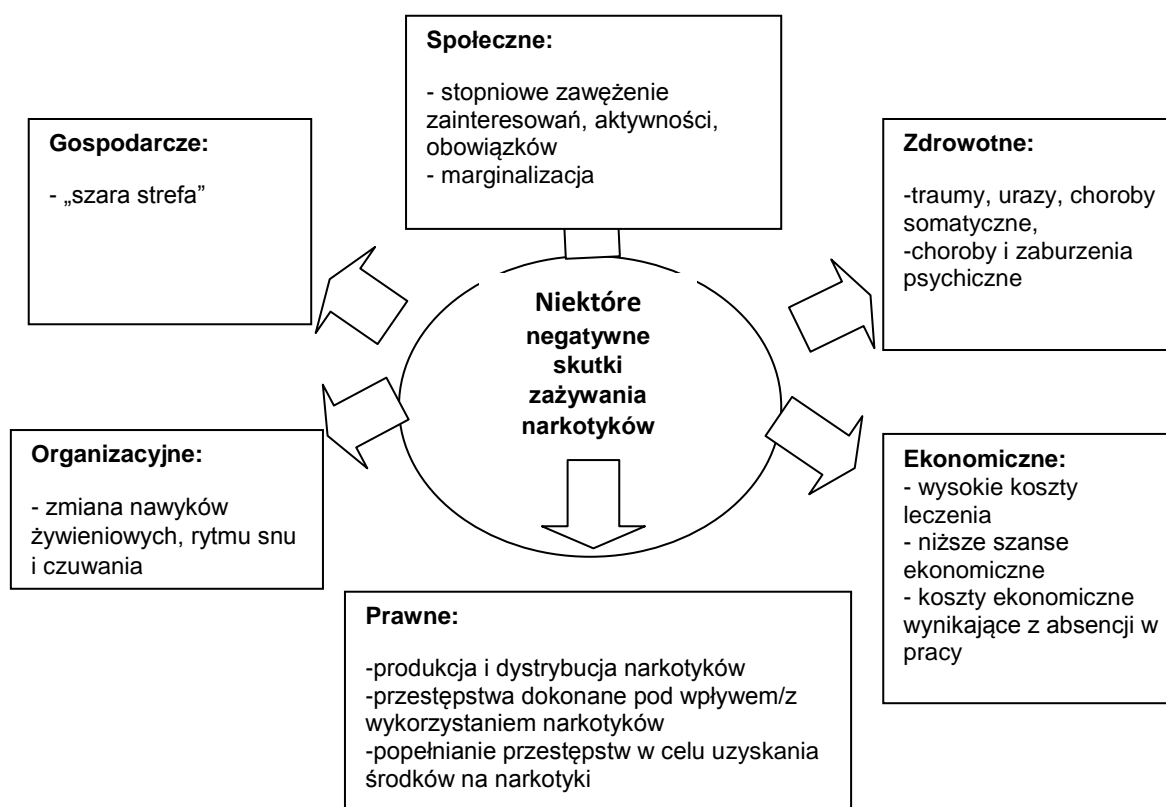 Społeczne:
- stopniowe zawężenie
zainteresowań, aktywności,
obowiązków
- marginalizacja
Gospodarcze:
- „szara strefa”
Zdrowotne:
-traumy, urazy, choroby
somatyczne,
-choroby i zaburzenia
psychiczne
Niektóre
negatywne
skutki
zażywania
narkotyków
Organizacyjne:
- zmiana nawyków
żywieniowych, rytmu snu
i czuwania
Ekonomiczne:
- wysokie koszty
leczenia
- niższe szanse
ekonomiczne
- koszty ekonomiczne
wynikające z absencji w
pracy
Prawne:
-produkcja i dystrybucja narkotyków
-przestępstwa dokonane pod wpływem/z
wykorzystaniem narkotyków
-popełnianie przestępstw w celu uzyskania
środków na narkotyki